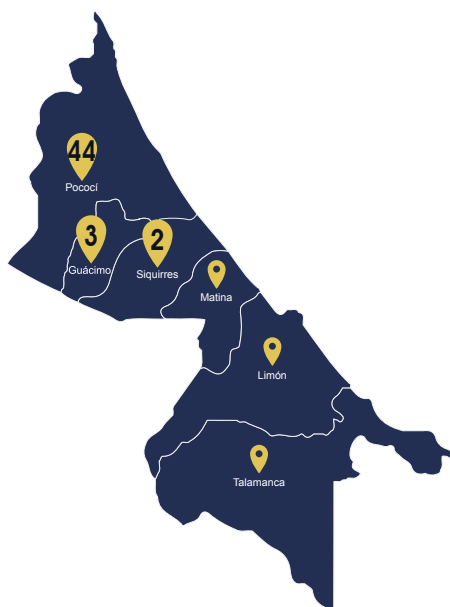 44
Pococí
3
Guácimo
2
Siquirres
Matina
Limón
Talamanca